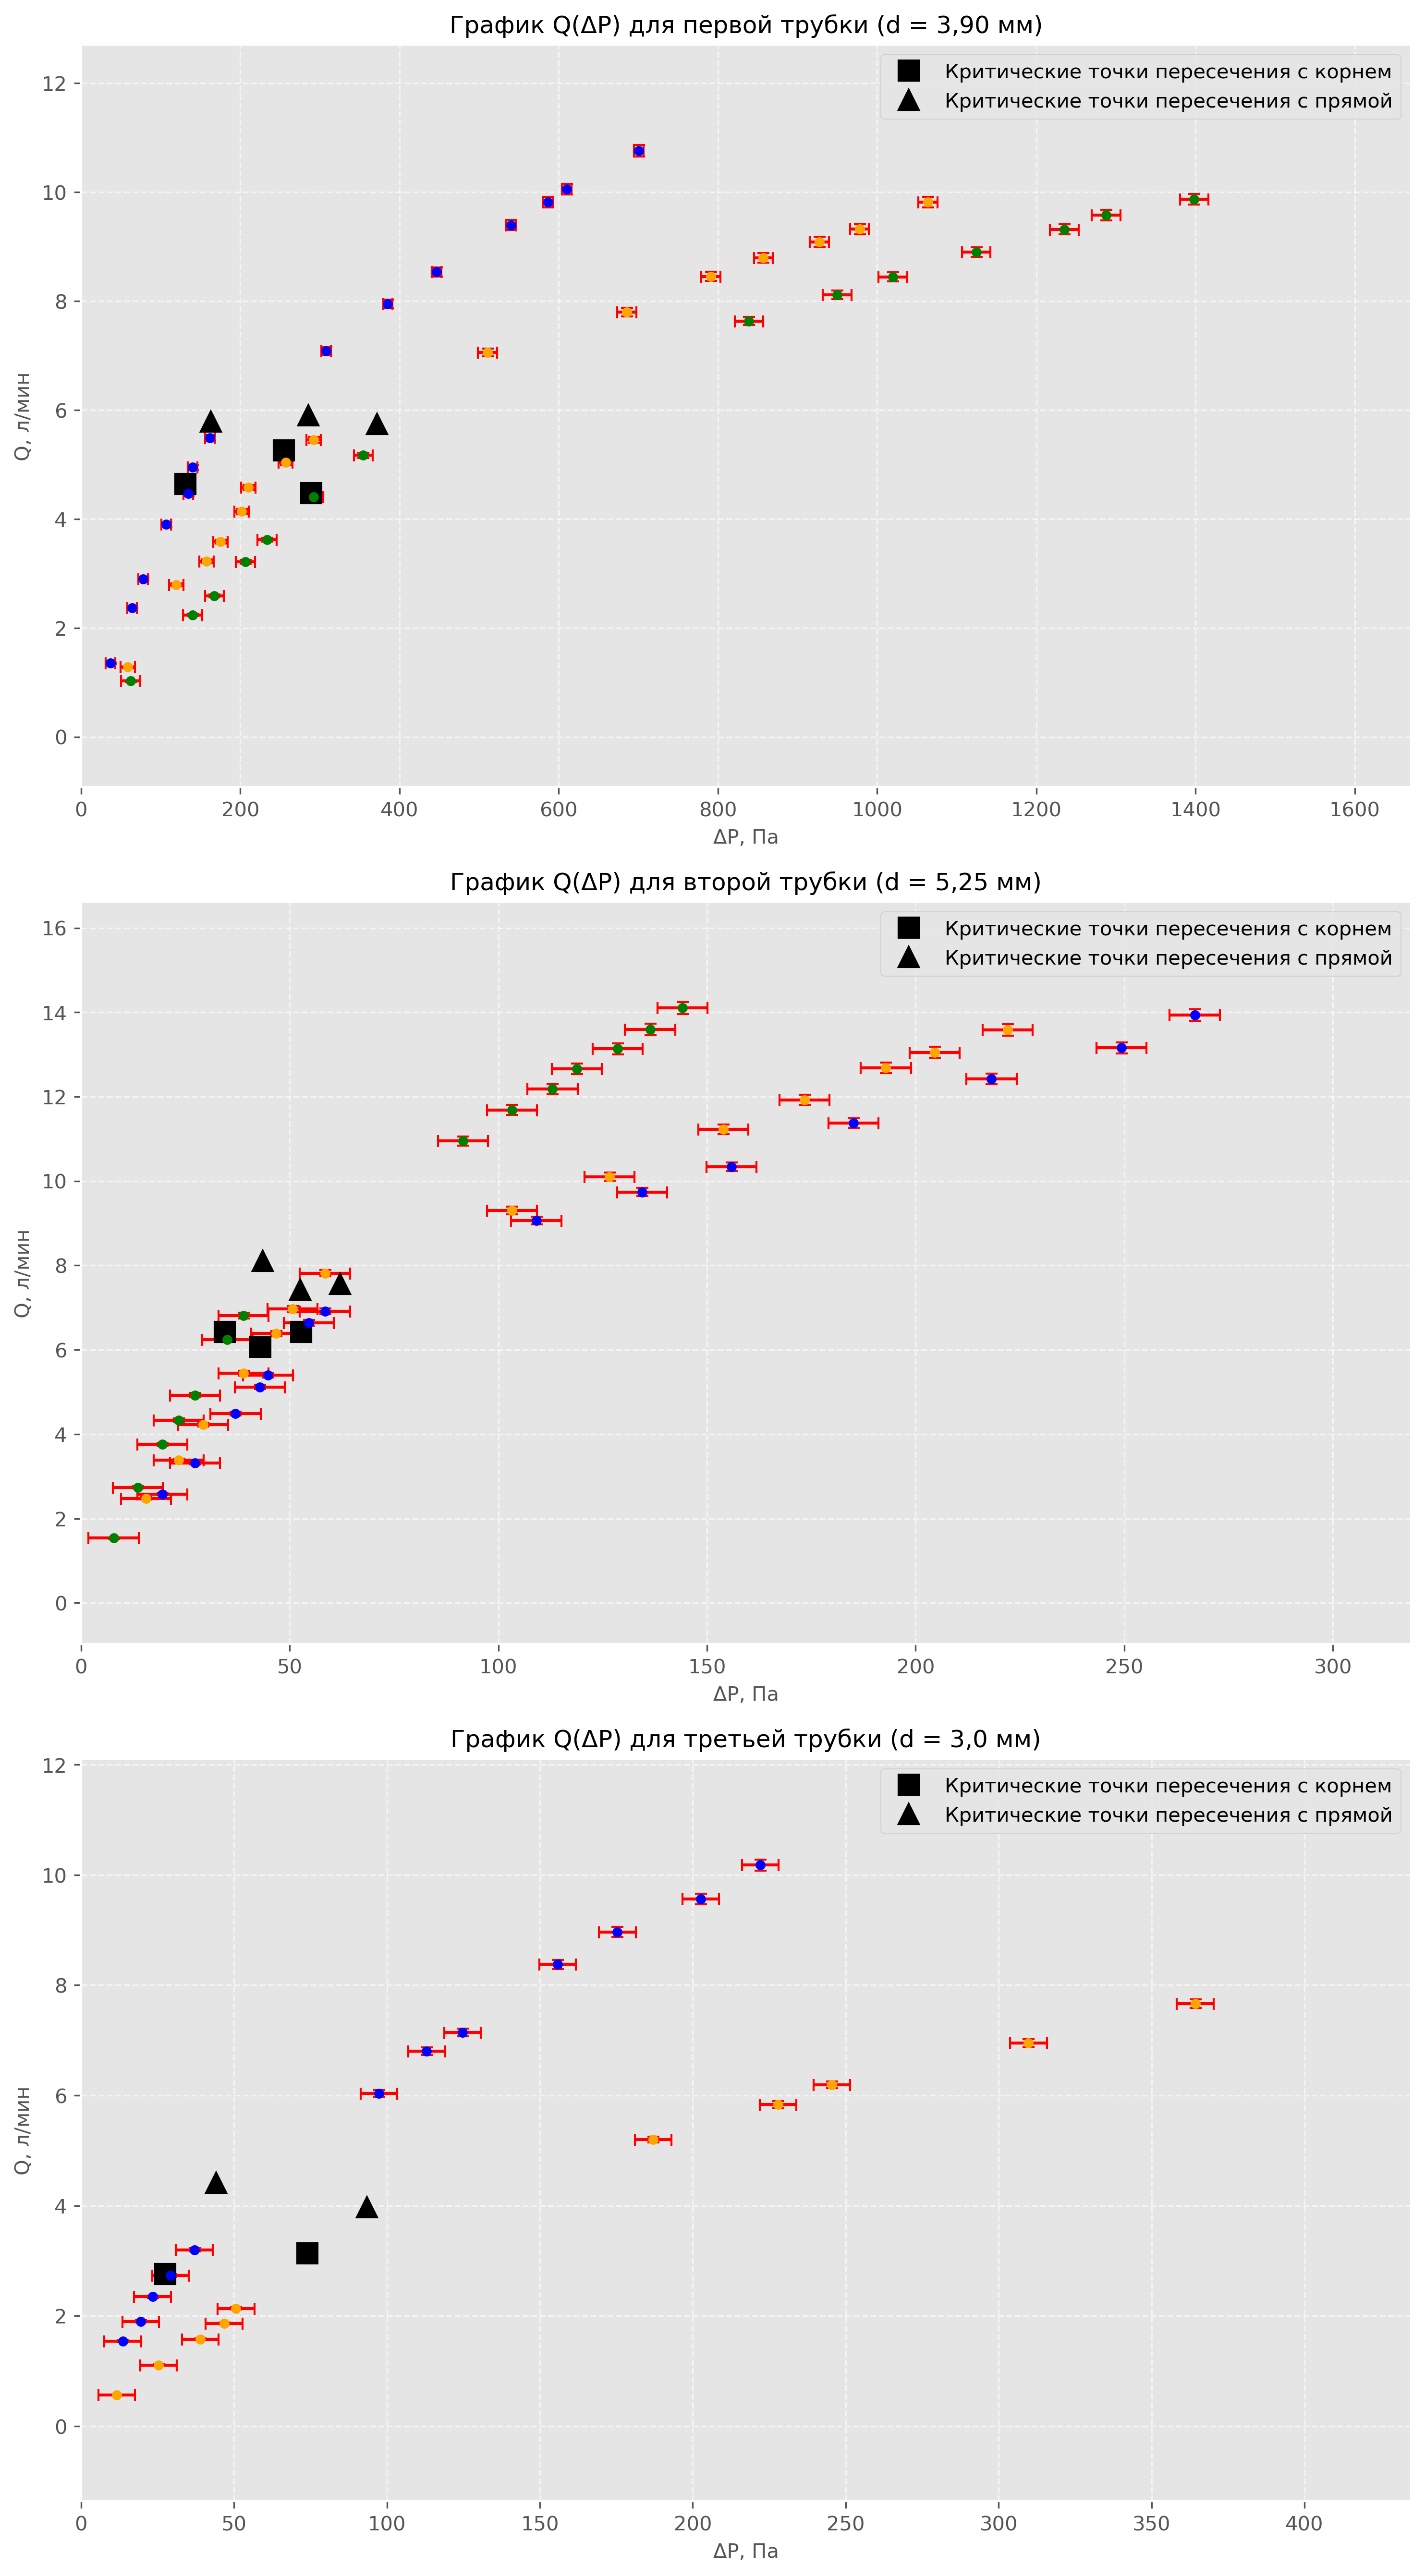 График Q(ΔP) для первой трубки (d = 3,90 мм)
Критические точки пересечения с корнем
Критические точки пересечения с прямой
12
10
8
6
4
2
0
Q, л/мин
0 200 400 600 800 1000 1200 1400 1600
ΔP, Па
График Q(ΔP) для второй трубки (d = 5,25 мм)
Критические точки пересечения с корнем
Критические точки пересечения с прямой
16
14
12
10
8
6
4
2
0
Q, л/мин
0 50 100 150 200 250 300
ΔP, Па
График Q(ΔP) для третьей трубки (d = 3,0 мм)
Критические точки пересечения с корнем
Критические точки пересечения с прямой
12
10
8
6
4
2
0
Q, л/мин
0 50 100 150 200 250 300 350 400
ΔP, Па